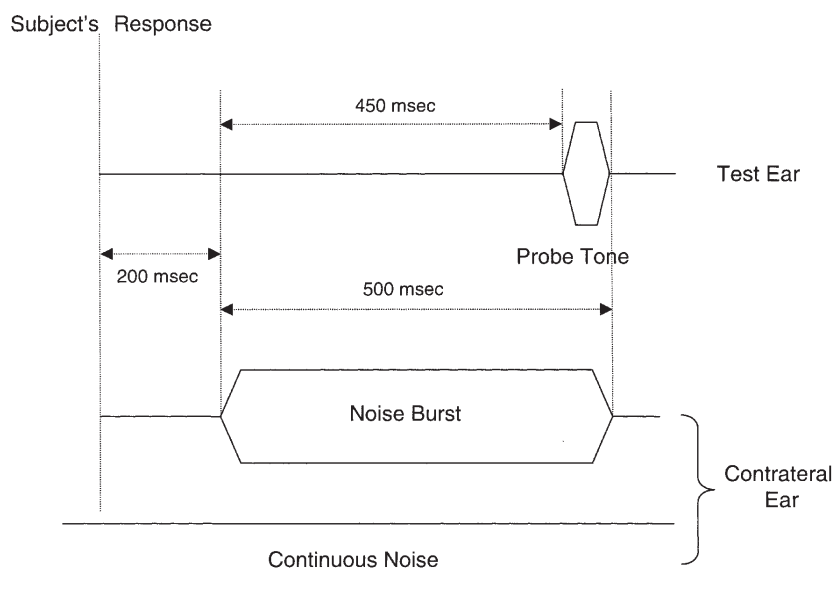 Subject's Response
450 msec
Test Ear
Probe Tone
200 msec
500 msec
Noise Burst
Contrateral
Ear
Continuous Noise